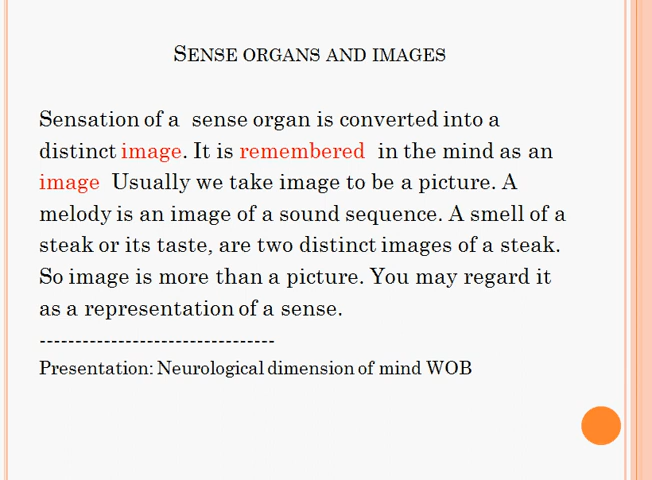 SENSE ORGANS AND IMAGES
Sensation of a sense organ is converted into a
distinct image. It is remembered in the mind as an
image Usually we take image to be a picture. A
melody is an image of a sound sequence. A smell of a
steak or its taste, are two distinct images of a steak.
So image is more than a picture. You may regard it
as a representation of a sense.
---------------------------------
Presentation: Neurological dimension of mind WOB